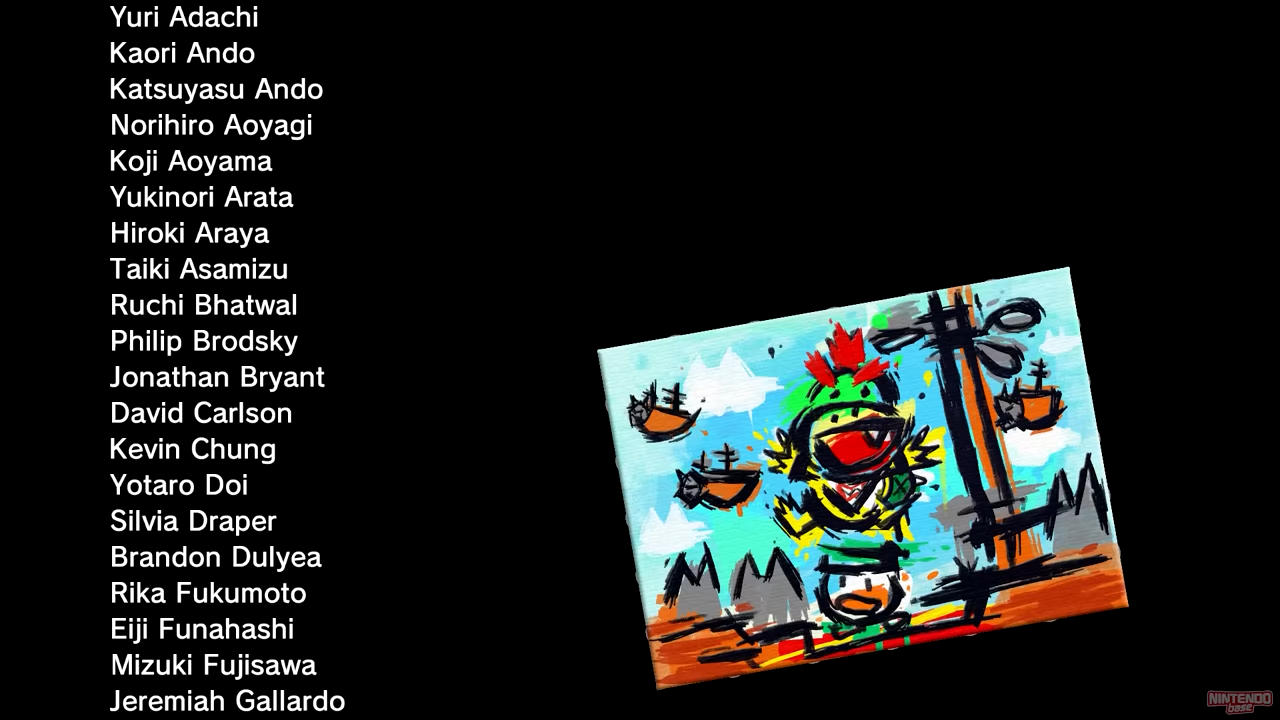 Yuri Adachi
Kaori Ando
Katsuyasu Ando
Norihiro Aoyagi
Koji Aoyama
Yukinori Arata
Hiroki Araya
Taiki Asamizu
Ruchi Bhatwal
Philip Brodsky
Jonathan Bryant
David Carlson
Kevin Chung
Yotaro Doi
Silvia Draper
Brandon Dulyea
Rika Fukumoto
Eiji Funahashi
Mizuki Fujisawa
Jeremiah Gallardo
NINTENDO
base